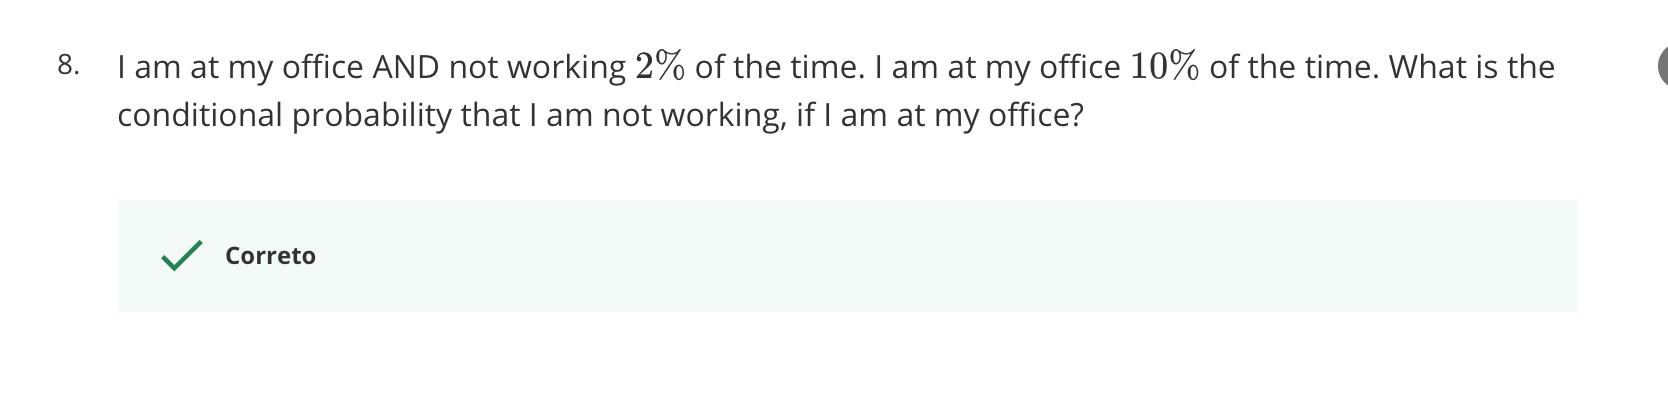 8. I am at my office AND not working 2% of the time. I am at my office 10% of the time. What is the
conditional probability that I am not working, if I am at my office?
Correto